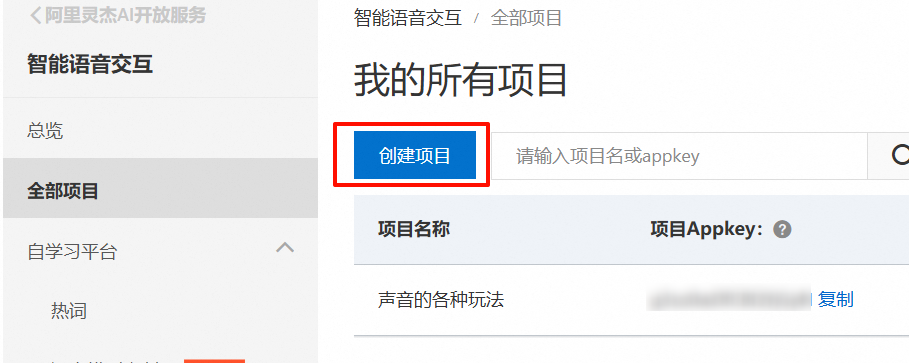 阿里灵杰AI开放服务
智能语音交互
总览
全部项目
自学习平台
热词
智能语音交互 / 全部项目
我的所有项目
创建项目
请输入项目名或appkey
项目名称 项目Appkey: ?
声音的各种玩法 复制